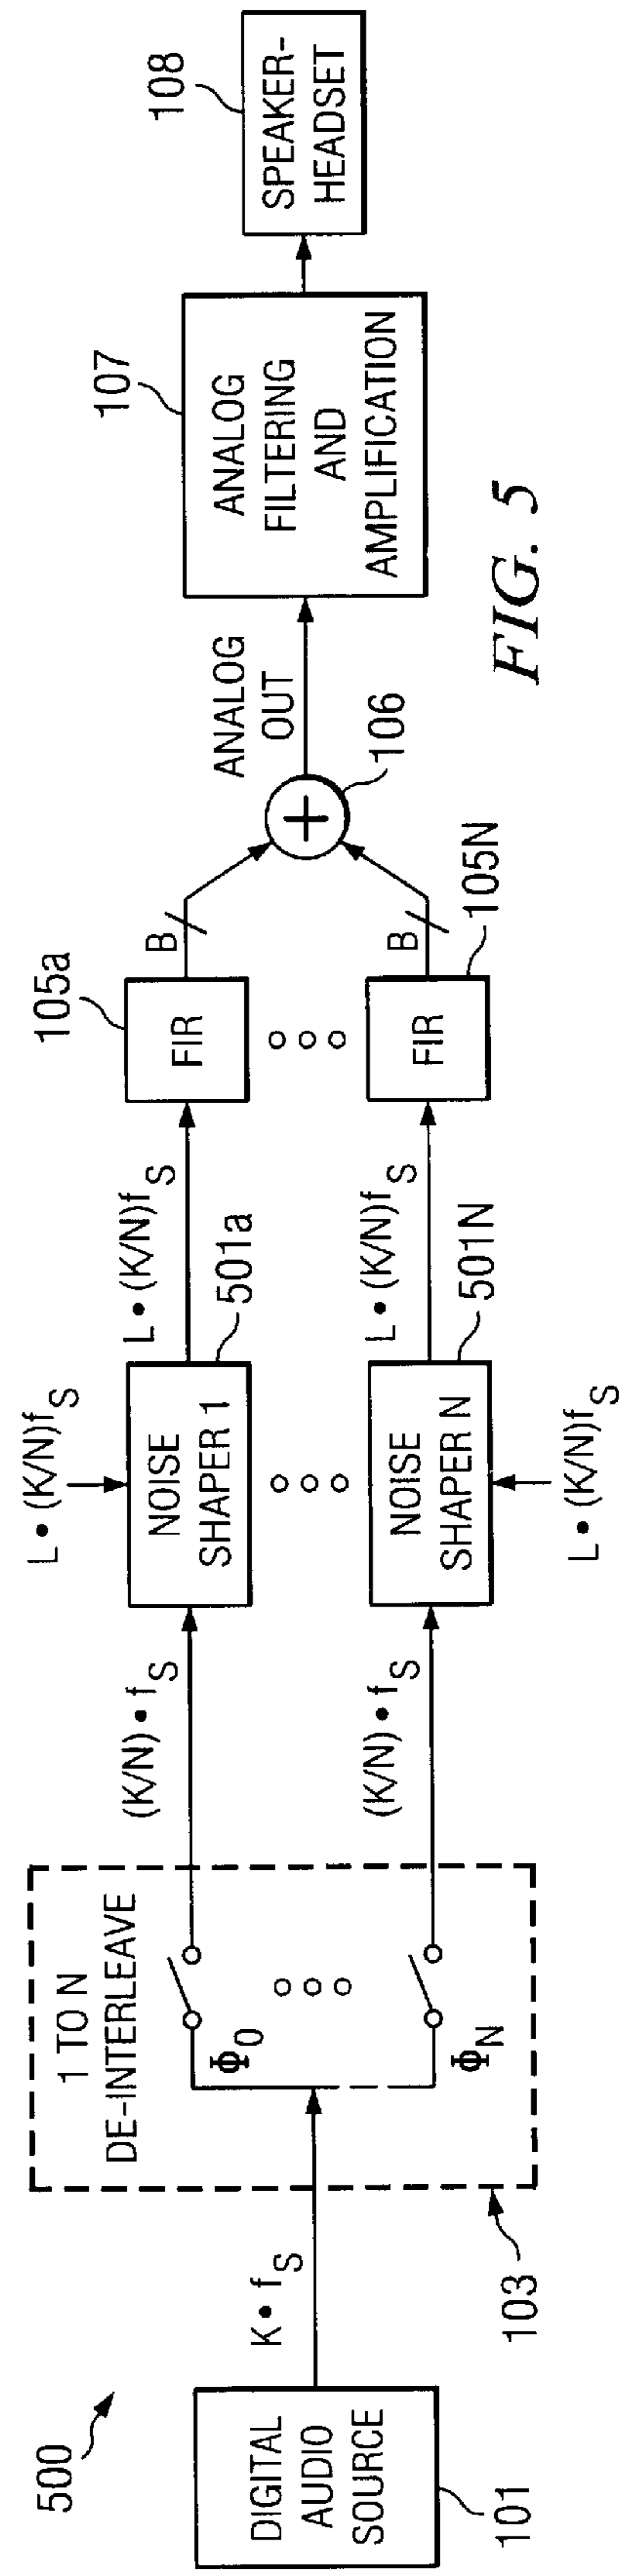 500
DIGITAL
AUDIO
SOURCE
101
K • fS
103
1 TO N
DE-INTERLEAVE
Φ0
ΦN
(K/N) • fS
(K/N) • fS
L • (K/N)fS
NOISE
SHAPER 1
501a
NOISE
SHAPER N
501N
L • (K/N)fS
L • (K/N)fS
L • (K/N)fS
105a
FIR
FIR
105N
B
B
106
ANALOG
OUT
107
ANALOG
FILTERING
AND
AMPLIFICATION
108
SPEAKER-
HEADSET
FIG. 5